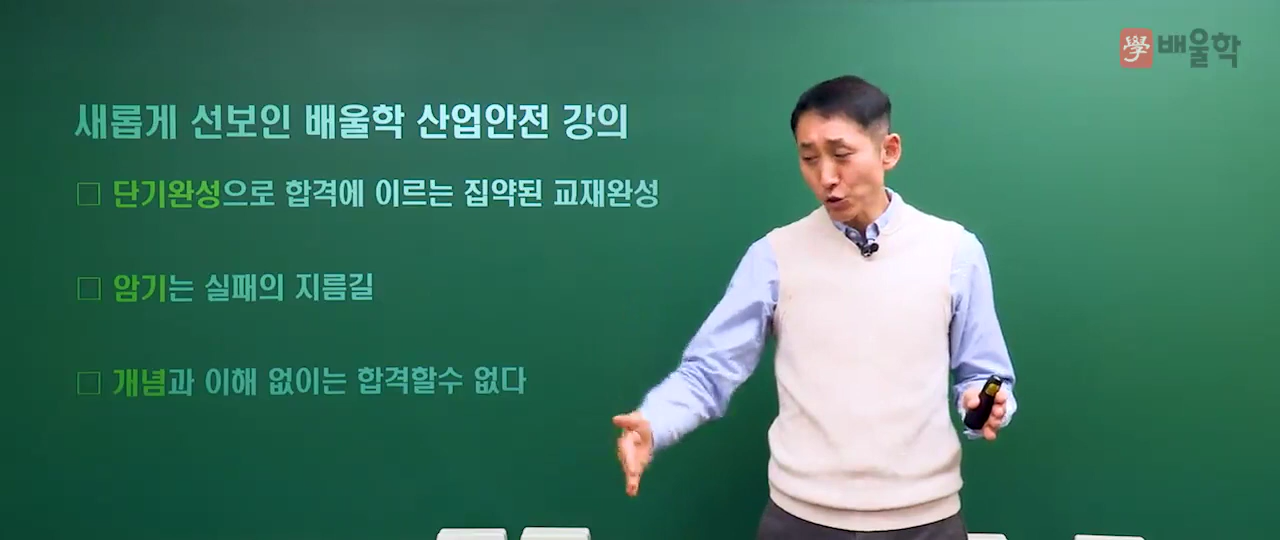 學 배울학
새롭게 선보인 배울학 산업안전 강의
□ 단기완성으로 합격에 이르는 집약된 교재완성
□ 암기는 실패의 지름길
□ 개념과 이해 없이는 합격할수 없다